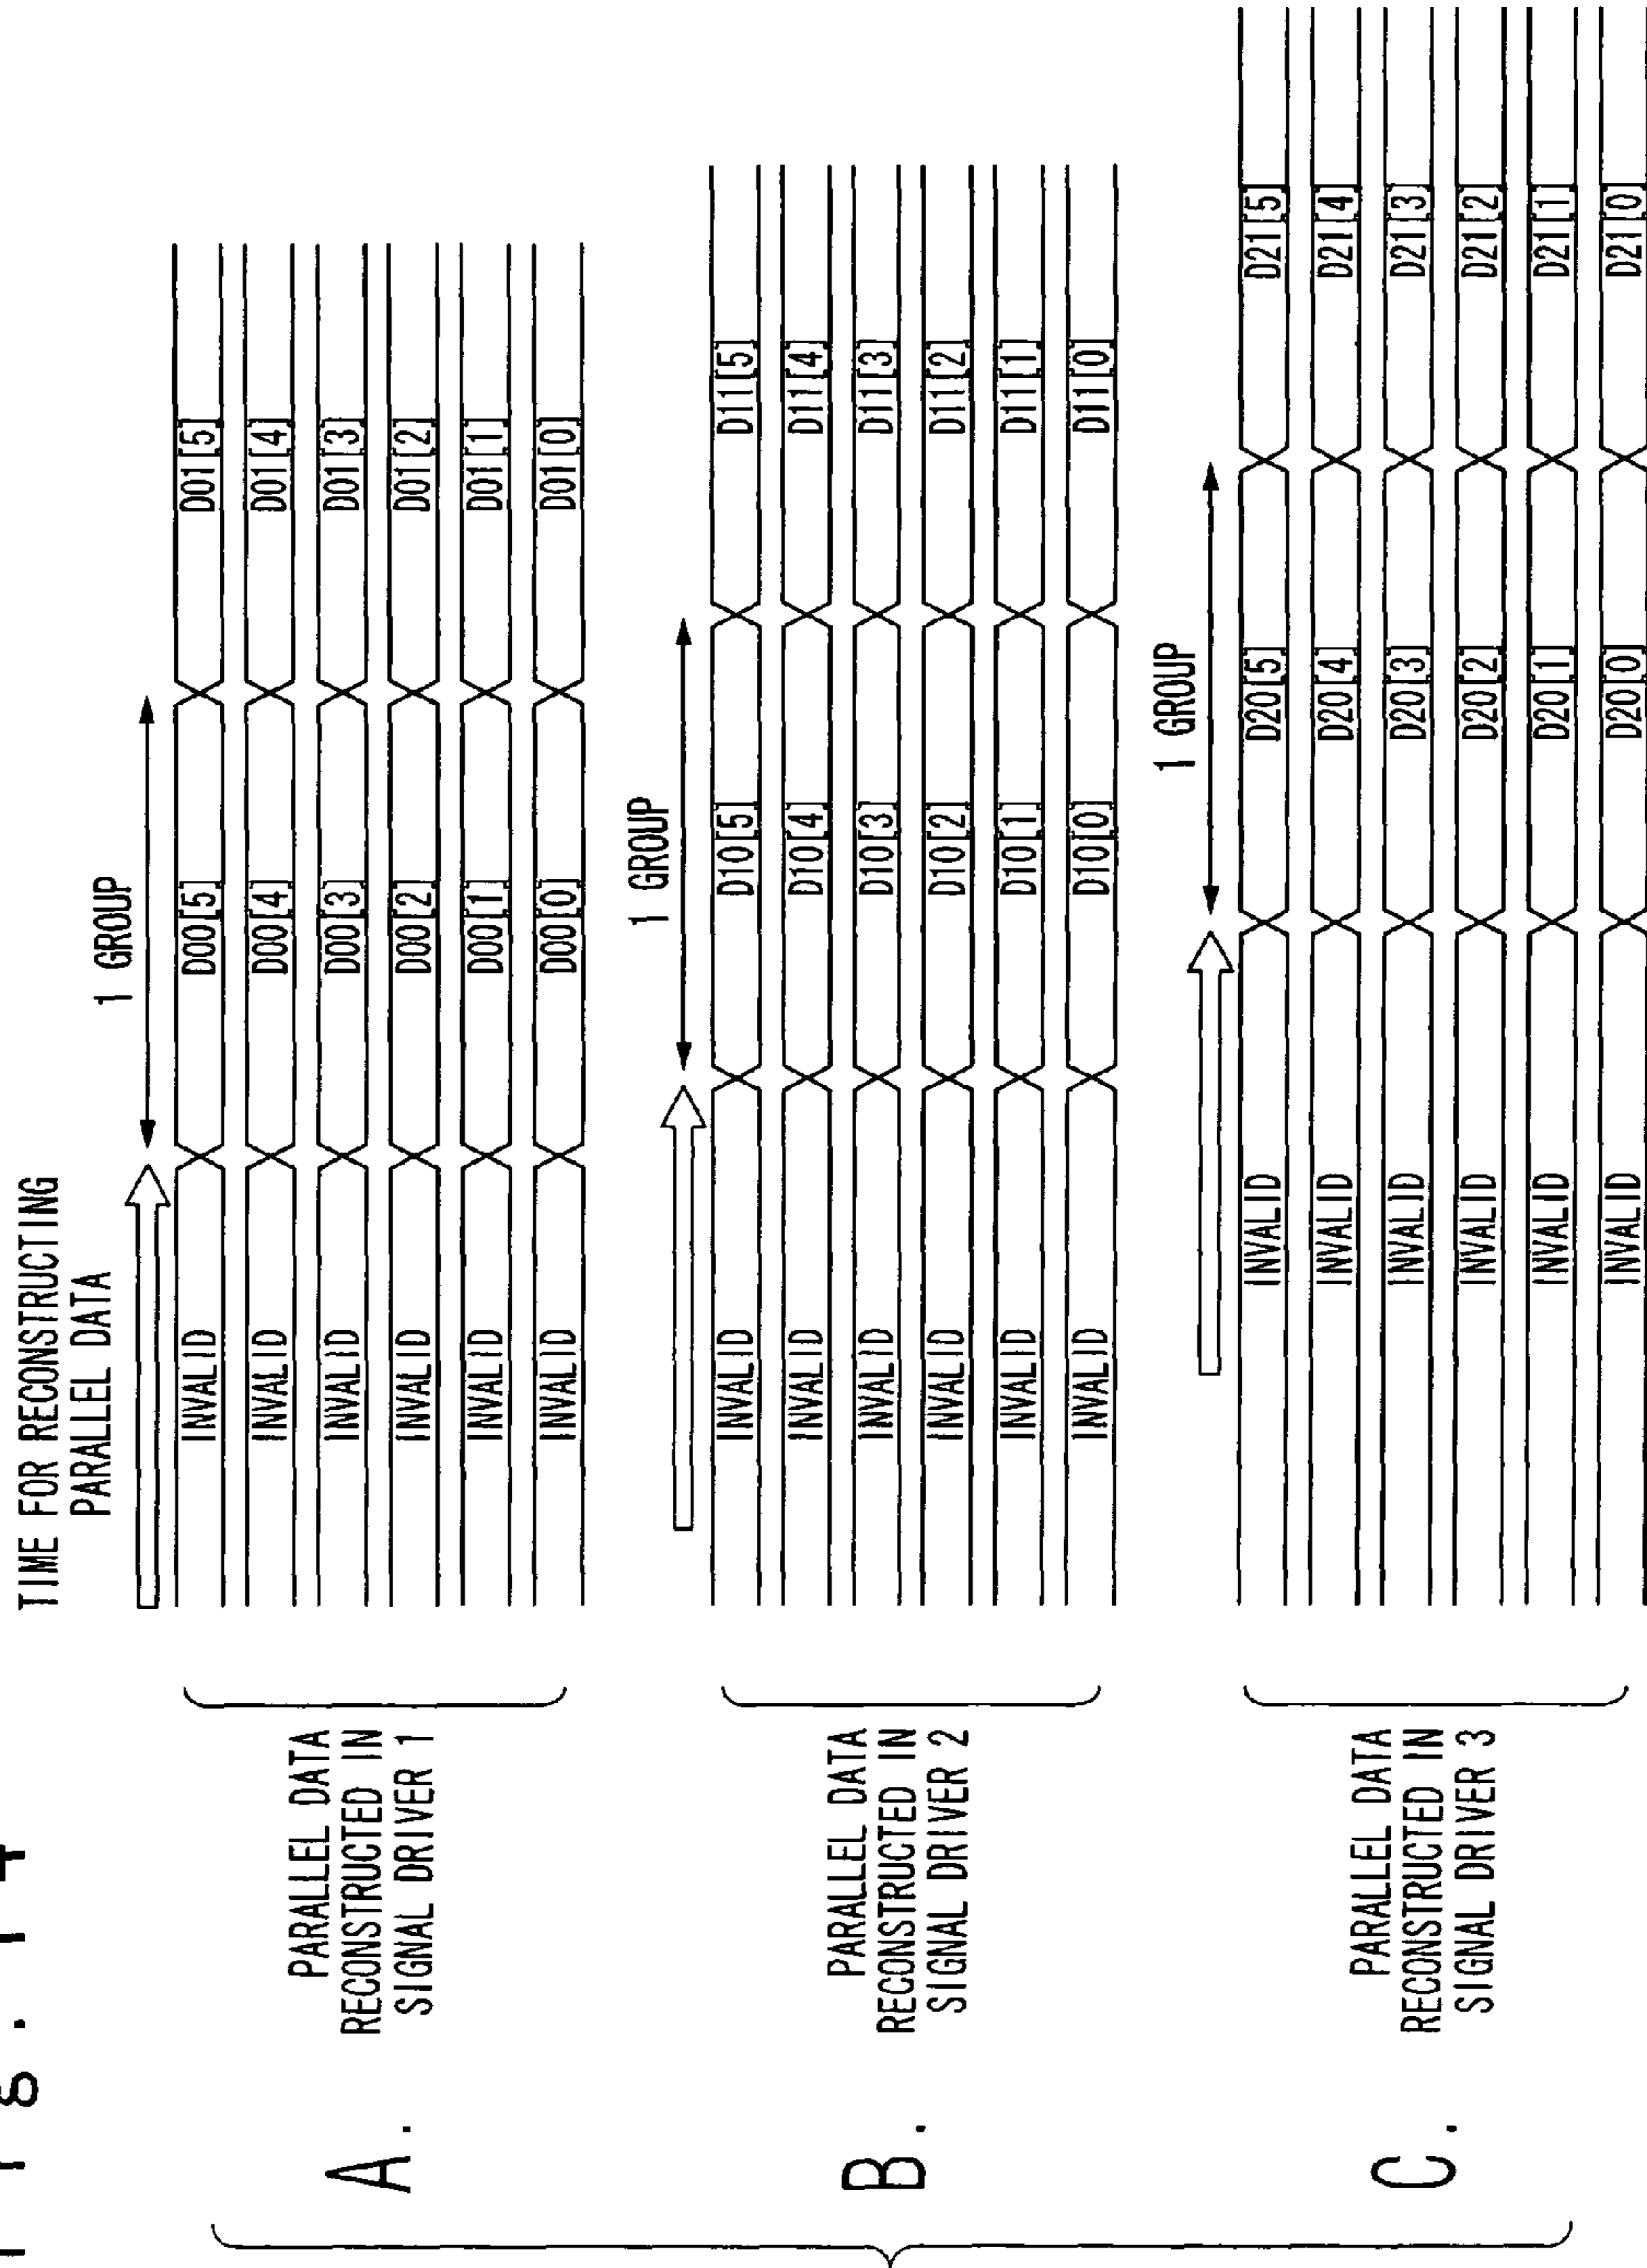 Fig. 14
TIME FOR RECONSTRUCTING
PARALLEL DATA
1 GROUP
A.
PARALLEL DATA
RECONSTRUCTED IN
SIGNAL DRIVER 1
INVALID D00[5] D01[5]
INVALID D00[4] D01[4]
INVALID D00[3] D01[3]
INVALID D00[2] D01[2]
INVALID D00[1] D01[1]
INVALID D00[0] D01[0]
1 GROUP
B.
PARALLEL DATA
RECONSTRUCTED IN
SIGNAL DRIVER 2
INVALID D10[5] D11[5]
INVALID D10[4] D11[4]
INVALID D10[3] D11[3]
INVALID D10[2] D11[2]
INVALID D10[1] D11[1]
INVALID D10[0] D11[0]
1 GROUP
C.
PARALLEL DATA
RECONSTRUCTED IN
SIGNAL DRIVER 3
INVALID D20[5] D21[5]
INVALID D20[4] D21[4]
INVALID D20[3] D21[3]
INVALID D20[2] D21[2]
INVALID D20[1] D21[1]
INVALID D20[0] D21[0]